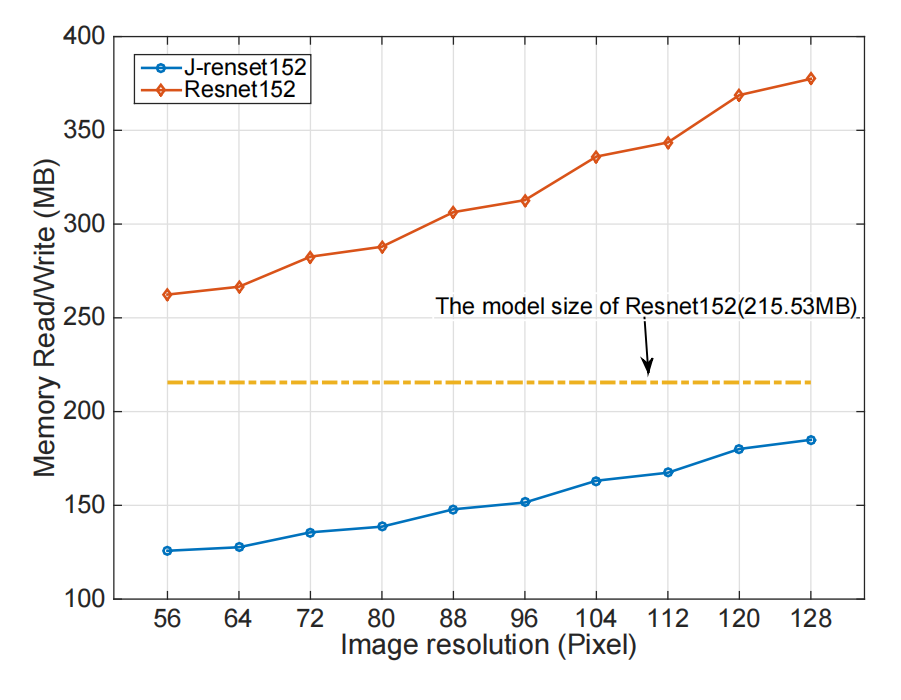 400
350
300
250
200
150
100
Memory Read/Write (MB)
J-renset152
Resnet152
The model size of Resnet152(215.53MB)
56 64 72 80 88 96 104 112 120 128
Image resolution (Pixel)